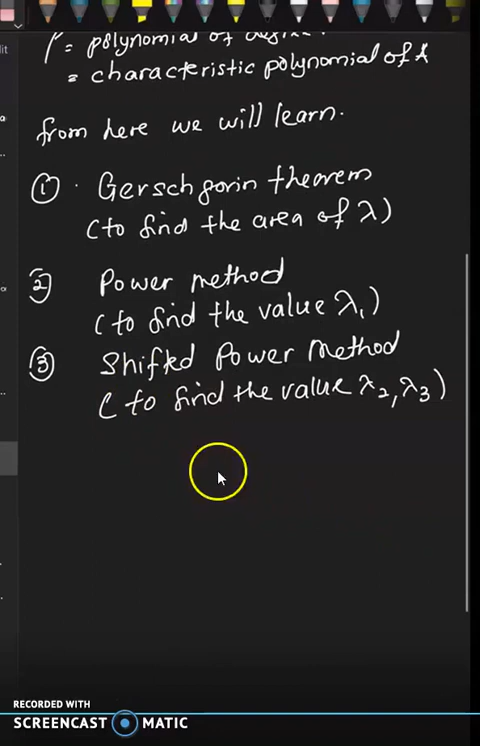 = polynomial of
= characteristic polynomial of A
from here we will learn.
① · Gerschgorin theorem
(to find the area of λ)
② Power method
(to find the value λ₁)
③ Shifted Power Method
( to find the value λ₂, λ₃)
RECORDED WITH
SCREENCAST MATIC